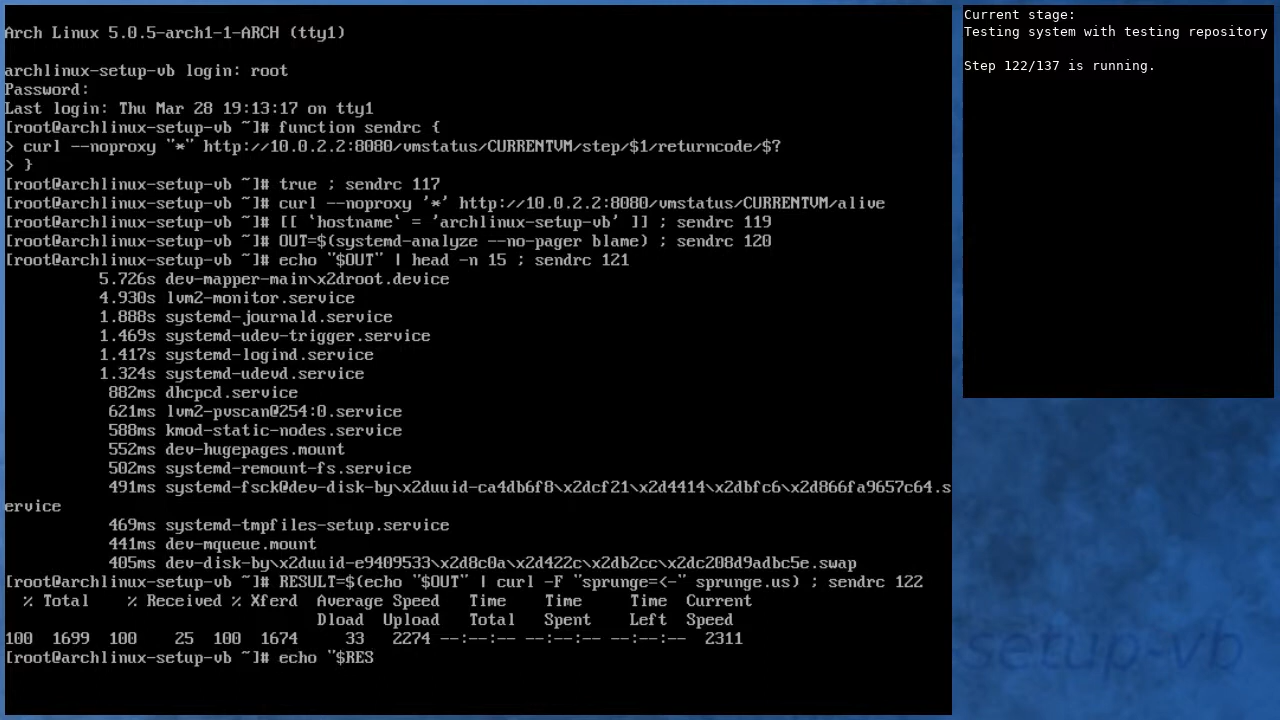 Arch Linux 5.0.5-arch1-1-ARCH (tty1)
archlinux-setup-vb login: root
Password:
Last login: Thu Mar 28 19:13:17 on tty1
[root@archlinux-setup-vb ~]# function sendrc {
> curl --noproxy "*" http://10.0.2.2:8080/vmstatus/CURRENTVM/step/$1/returncode/$?
> }
[root@archlinux-setup-vb ~]# true ; sendrc 117
[root@archlinux-setup-vb ~]# curl --noproxy '*' http://10.0.2.2:8080/vmstatus/CURRENTVM/alive
[root@archlinux-setup-vb ~]# [[ `hostname` = 'archlinux-setup-vb' ]] ; sendrc 119
[root@archlinux-setup-vb ~]# OUT=$(systemd-analyze --no-pager blame) ; sendrc 120
[root@archlinux-setup-vb ~]# echo "$OUT" | head -n 15 ; sendrc 121
5.726s dev-mapper-main\x2droot.device
4.930s lvm2-monitor.service
1.888s systemd-journald.service
1.469s systemd-udev-trigger.service
1.417s systemd-logind.service
1.324s systemd-udevd.service
882ms dhcpcd.service
621ms lvm2-pvscan@254:0.service
588ms kmod-static-nodes.service
552ms dev-hugepages.mount
502ms systemd-remount-fs.service
491ms systemd-fsck@dev-disk-by\x2duuid-ca4db6f8\x2dcf21\x2d4414\x2dbfc6\x2d866fa9657c64.s
ervice
469ms systemd-tmpfiles-setup.service
441ms dev-mqueue.mount
405ms dev-disk-by\x2duuid-e9409533\x2d8c0a\x2d422c\x2db2cc\x2dc208d9adbc5e.swap
[root@archlinux-setup-vb ~]# RESULT=$(echo "$OUT" | curl -F "sprunge=<-" sprunge.us) ; sendrc 122
% Total % Received % Xferd Average Speed Time Time Time Current
Dload Upload Total Spent Left Speed
100 1699 100 25 100 1674 33 2274 --:--:-- --:--:-- --:--:-- 2311
[root@archlinux-setup-vb ~]# echo "$RES
Current stage:
Testing system with testing repository
Step 122/137 is running.
setup-vb